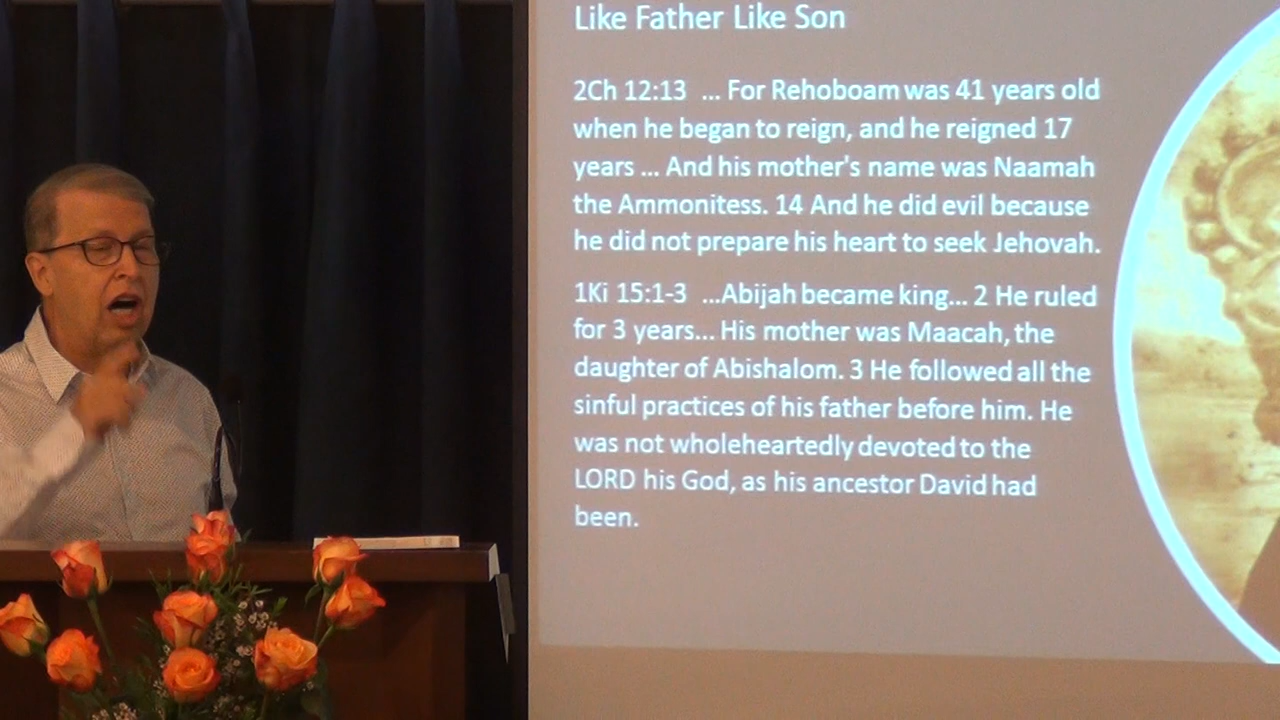 Like Father Like Son
2Ch 12:13 ... For Rehoboam was 41 years old
when he began to reign, and he reigned 17
years ... And his mother's name was Naamah
the Ammonitess. 14 And he did evil because
he did not prepare his heart to seek Jehovah.
1Ki 15:1-3 ...Abijah became king... 2 He ruled
for 3 years... His mother was Maacah, the
daughter of Abishalom. 3 He followed all the
sinful practices of his father before him. He
was not wholeheartedly devoted to the
LORD his God, as his ancestor David had
been.